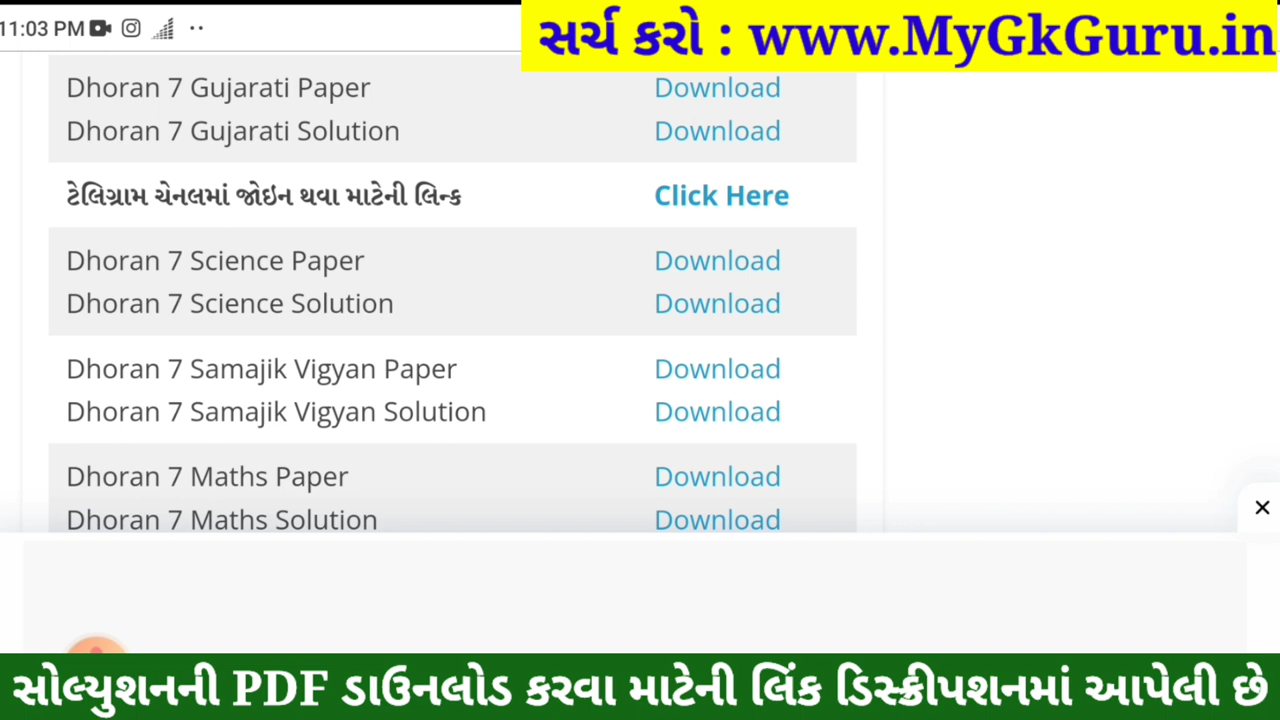 11:03 PM
સર્ચ કરો : www.MyGkGuru.in
Dhoran 7 Gujarati Paper Download
Dhoran 7 Gujarati Solution Download
ટેલિગ્રામ ચેનલમાં જોઇન થવા માટેની લિન્ક Click Here
Dhoran 7 Science Paper Download
Dhoran 7 Science Solution Download
Dhoran 7 Samajik Vigyan Paper Download
Dhoran 7 Samajik Vigyan Solution Download
Dhoran 7 Maths Paper Download
Dhoran 7 Maths Solution Download
સોલ્યુશનની PDF ડાઉનલોડ કરવા માટેની લિંક ડિસ્ક્રીપશનમાં આપેલી છે